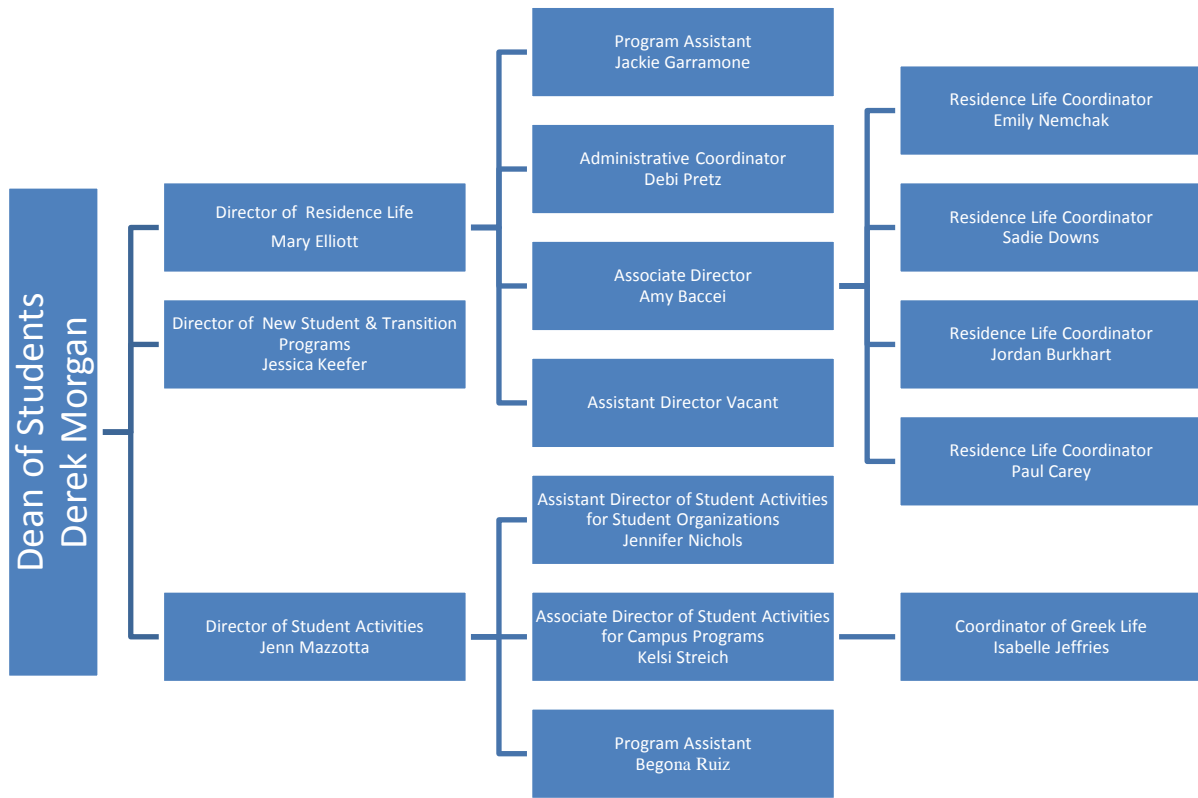 Dean of Students
Derek Morgan
Director of Residence Life
Mary Elliott
Director of New Student & Transition
Programs
Jessica Keefer
Director of Student Activities
Jenn Mazzotta
Program Assistant
Jackie Garramone
Administrative Coordinator
Debi Pretz
Associate Director
Amy Baccei
Assistant Director Vacant
Assistant Director of Student Activities
for Student Organizations
Jennifer Nichols
Associate Director of Student Activities
for Campus Programs
Kelsi Streich
Program Assistant
Begona Ruiz
Residence Life Coordinator
Emily Nemchak
Residence Life Coordinator
Sadie Downs
Residence Life Coordinator
Jordan Burkhart
Residence Life Coordinator
Paul Carey
Coordinator of Greek Life
Isabelle Jeffries